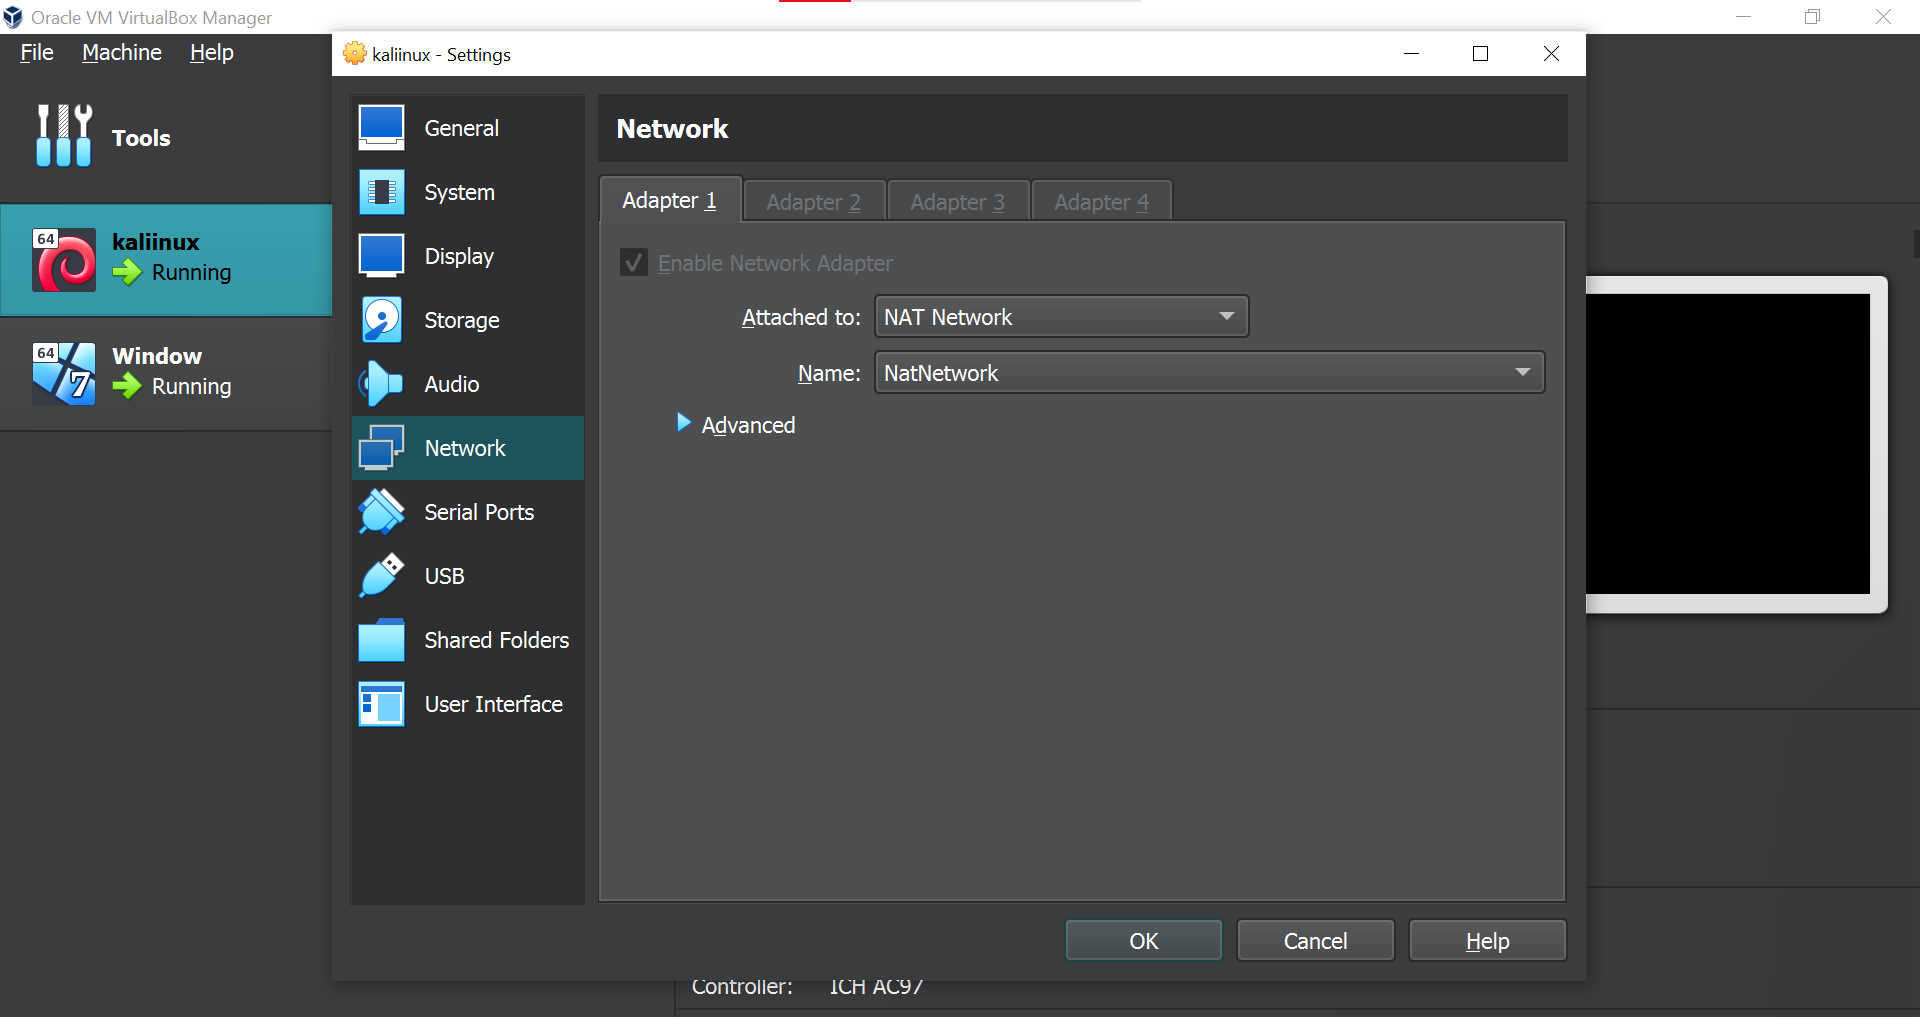 Oracle VM VirtualBox Manager
File Machine Help
kaliinux - Settings
Tools
64
kaliinux
Running
64
7
Window
Running
General
System
Display
Storage
Audio
Network
Serial Ports
USB
Shared Folders
User Interface
Network
Adapter 1 Adapter 2 Adapter 3 Adapter 4
Enable Network Adapter
Attached to: NAT Network
Name: NatNetwork
Advanced
OK Cancel Help
Controller: ICH AC97